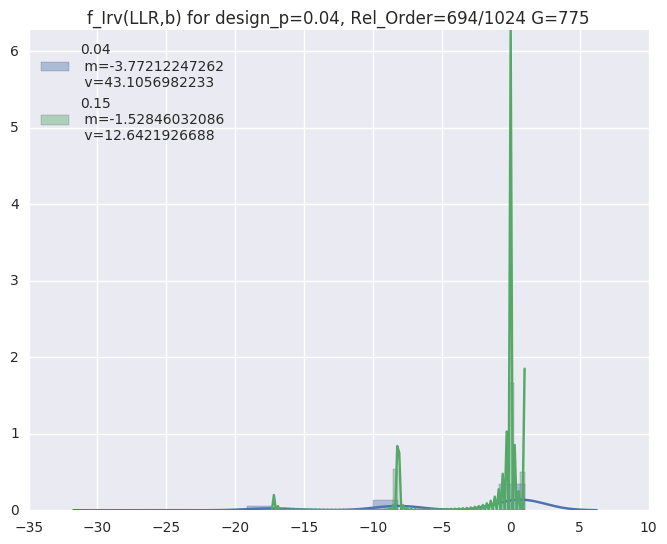 f_Irv(LLR,b) for design_p=0.04, Rel_Order=694/1024 G=775
0.04
m=-3.77212247262
v=43.1056982233
0.15
m=-1.52846032086
v=12.6421926688
6
5
4
3
2
1
0
−35 −30 −25 −20 −15 −10 −5 0 5 10